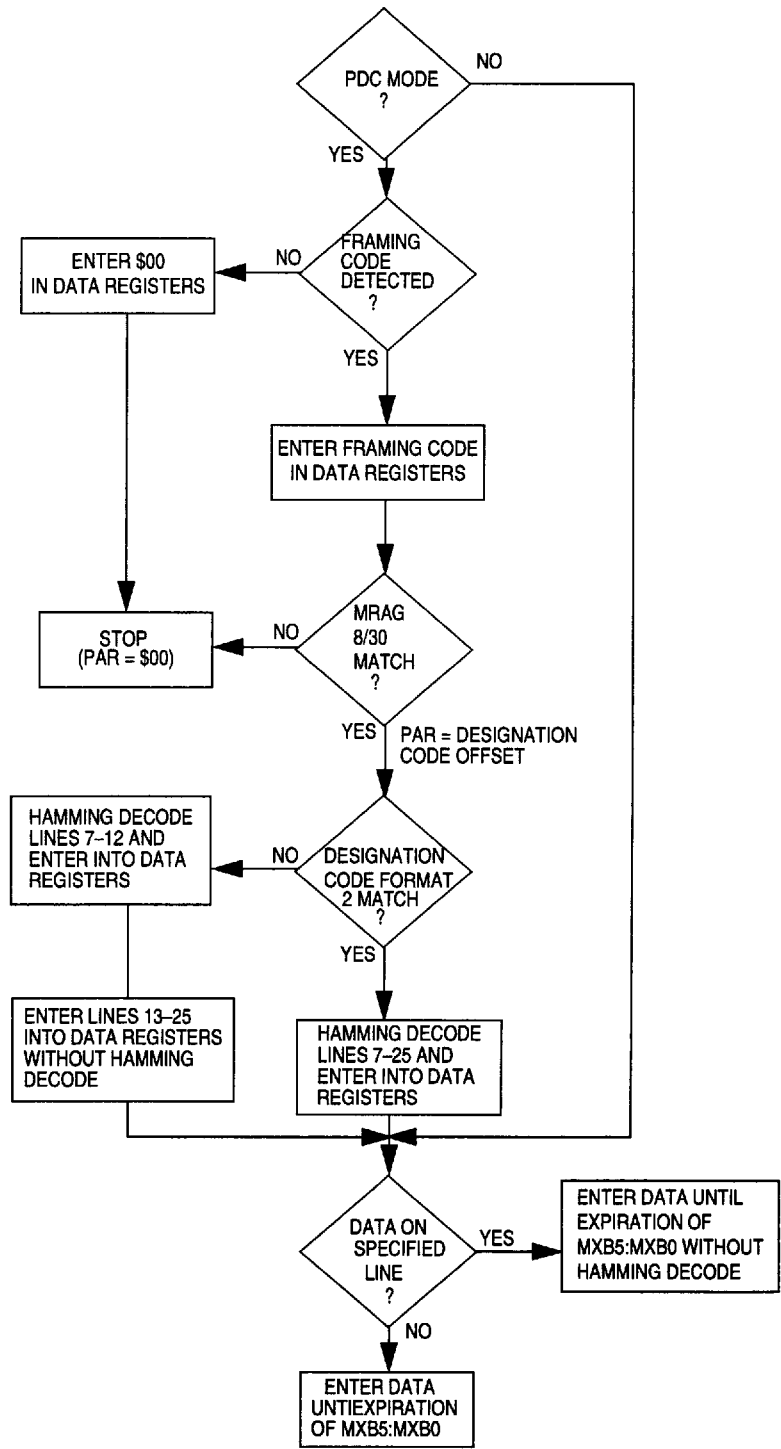 PDC MODE
?
NO
YES
FRAMING
CODE
DETECTED
?
NO
ENTER $00
IN DATA REGISTERS
YES
ENTER FRAMING CODE
IN DATA REGISTERS
MRAG
8/30
MATCH
?
NO
STOP
(PAR = $00)
YES
PAR = DESIGNATION
CODE OFFSET
DESIGNATION
CODE FORMAT
2 MATCH
?
NO
HAMMING DECODE
LINES 7–12 AND
ENTER INTO DATA
REGISTERS
YES
ENTER LINES 13–25
INTO DATA REGISTERS
WITHOUT HAMMING
DECODE
HAMMING DECODE
LINES 7–25 AND
ENTER INTO DATA
REGISTERS
DATA ON
SPECIFIED
LINE
?
YES
ENTER DATA UNTIL
EXPIRATION OF
MXB5:MXB0 WITHOUT
HAMMING DECODE
NO
ENTER DATA
UNTIEXPIRATION
OF MXB5:MXB0